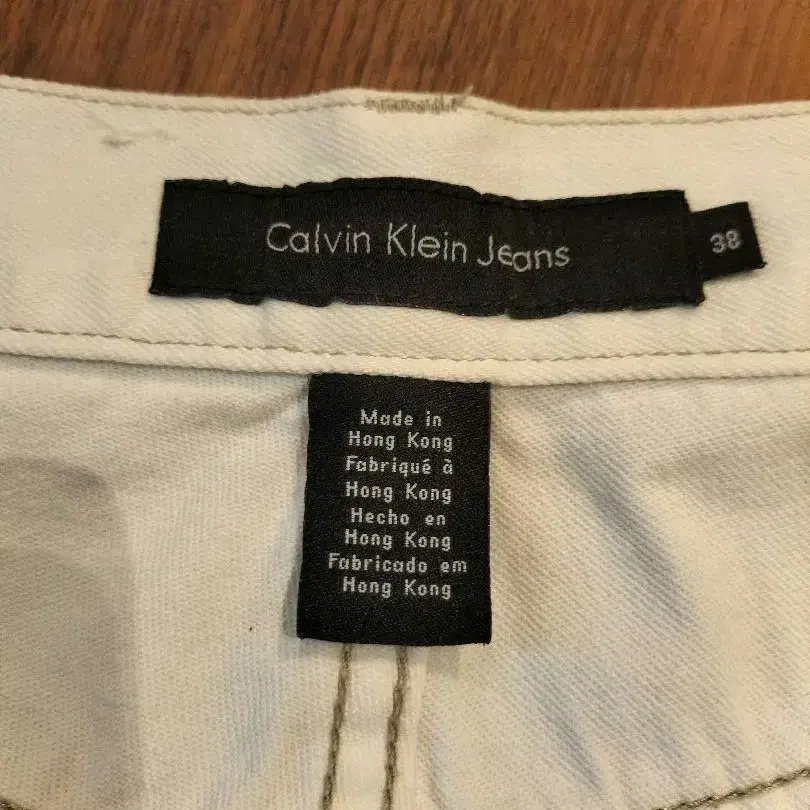 Calvin Klein Jeans
38
Made in
Hong Kong
Fabriqué à
Hong Kong
Hecho en
Hong Kong
Fabricado em
Hong Kong